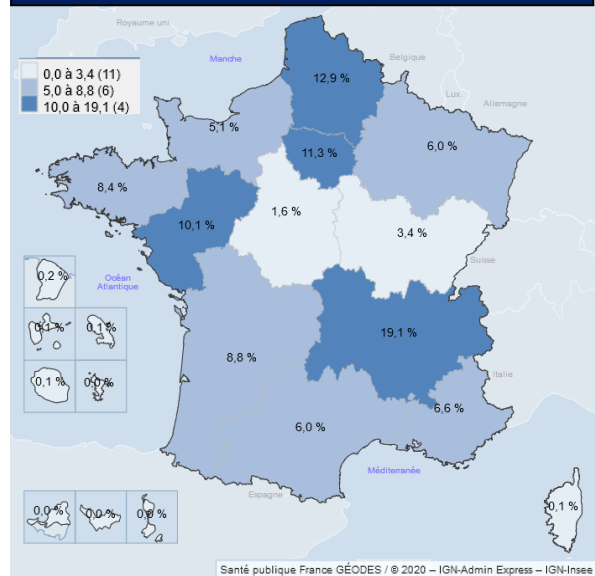 Royaume uni
Manche
Belgique
0,0 à 3,4 (11)
5,0 à 8,8 (6)
10,0 à 19,1 (4)
12,9 %
Lux.
Allemagne
5,1 %
11,3 %
6,0 %
8,4 %
10,1 %
1,6 %
3,4 %
Suisse
0,2 %
Océan
Atlantique
0,1 %
0,1 %
19,1 %
8,8 %
0,1 %
0,0 %
Italie
6,6 %
6,0 %
Méditerranée
Espagne
0,0 %
0,0 %
0,0 %
0,1 %
Santé publique France GÉODES / © 2020 – IGN-Admin Express – IGN-Insee